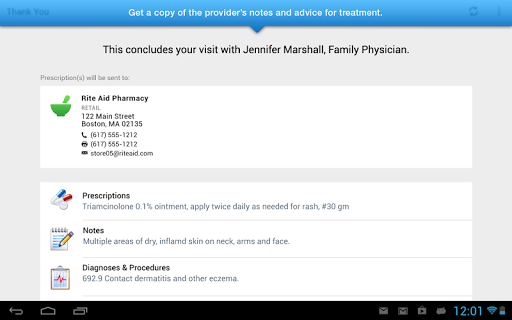 Thank You
Get a copy of the provider's notes and advice for treatment.
This concludes your visit with Jennifer Marshall, Family Physician.
Prescription(s) will be sent to:
Rite Aid Pharmacy
RETAIL
122 Main Street
Boston, MA 02135
(617) 555-1212
(617) 555-1212
store05@riteaid.com
Prescriptions
Triamcinolone 0.1% ointment, apply twice daily as needed for rash, #30 gm
Notes
Multiple areas of dry, inflamd skin on neck, arms and face.
Diagnoses & Procedures
692.9 Contact dermatitis and other eczema.
12:01